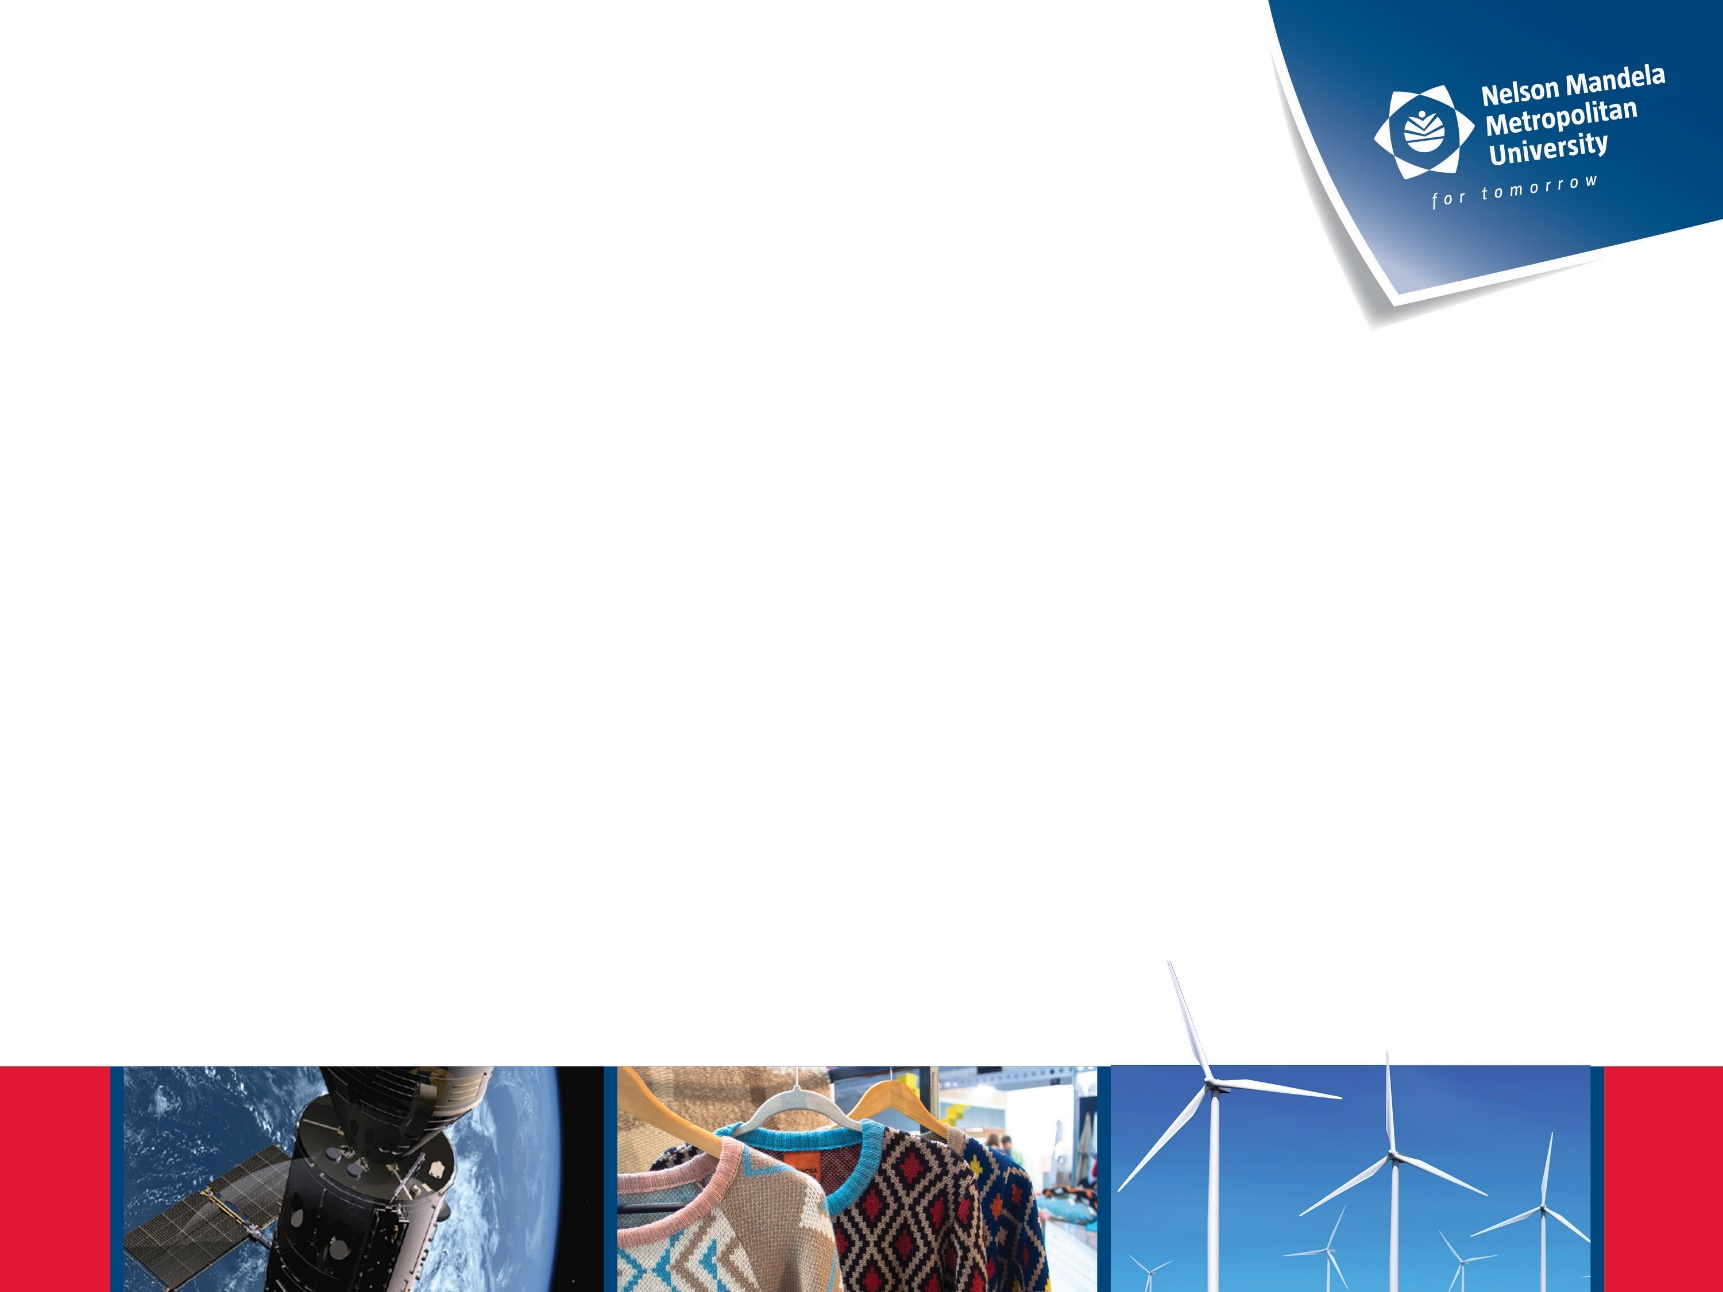 Nelson Mandela
Metropolitan
University
for tomorrow